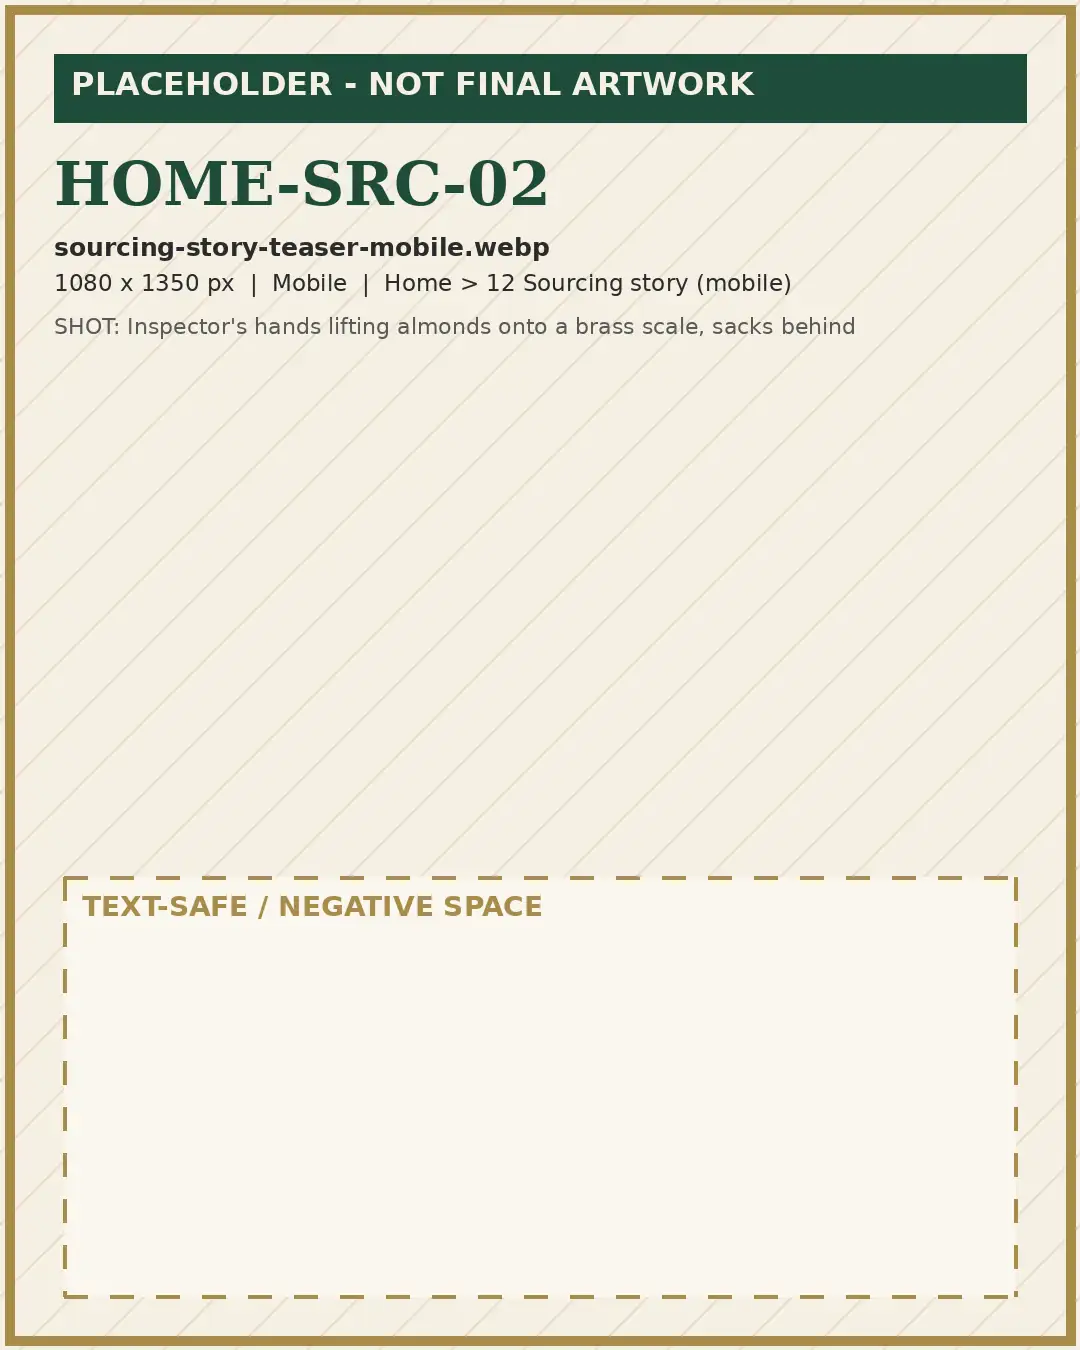 PLACEHOLDER - NOT FINAL ARTWORK
HOME-SRC-02
sourcing-story-teaser-mobile.webp
1080 x 1350 px | Mobile | Home > 12 Sourcing story (mobile)
SHOT: Inspector's hands lifting almonds onto a brass scale, sacks behind
TEXT-SAFE / NEGATIVE SPACE